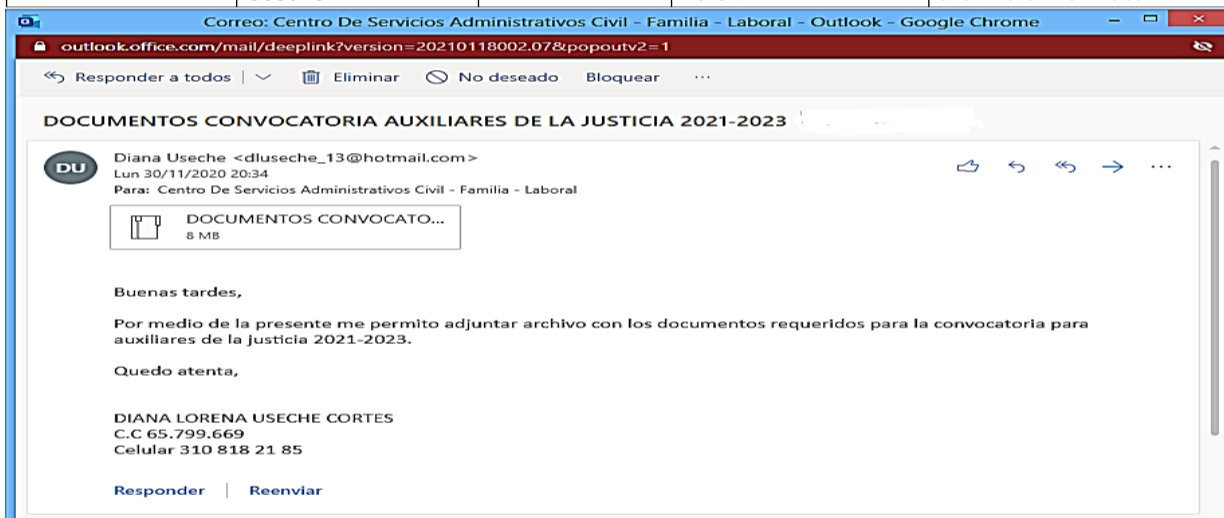 Correo: Centro De Servicios Administrativos Civil - Familia - Laboral - Outlook - Google Chrome
outlook.office.com/mail/deeplink?version=20210118002.07&popoutv2=1
Responder a todos | Eliminar No deseado Bloquear ...
DOCUMENTOS CONVOCATORIA AUXILIARES DE LA JUSTICIA 2021-2023
DU
Diana Useche <dluseche_13@hotmail.com>
Lun 30/11/2020 20:34
Para: Centro De Servicios Administrativos Civil - Familia - Laboral
DOCUMENTOS CONVOCATO...
8 MB
Buenas tardes,
Por medio de la presente me permito adjuntar archivo con los documentos requeridos para la convocatoria para
auxiliares de la justicia 2021-2023.
Quedo atenta,
DIANA LORENA USECHE CORTES
C.C 65.799.669
Celular 310 818 21 85
Responder | Reenviar